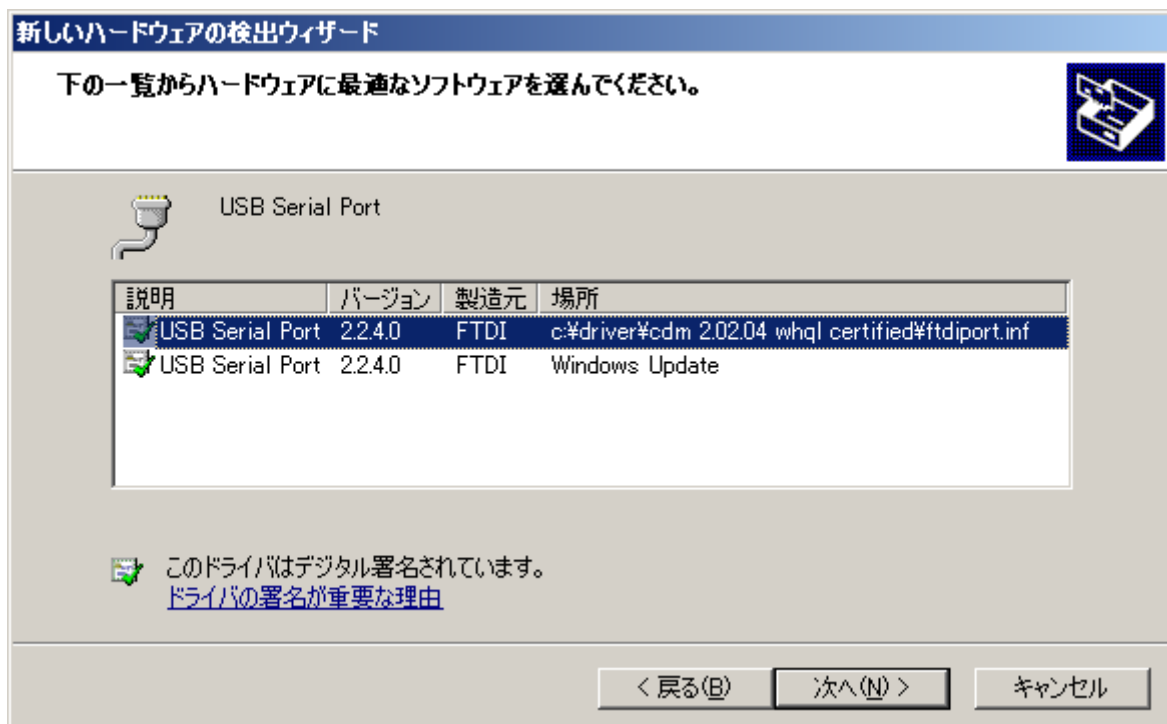 新しいハードウェアの検出ウィザード
下の一覧からハードウェアに最適なソフトウェアを選んでください。
USB Serial Port
説明 バージョン 製造元 場所
USB Serial Port 2.2.4.0 FTDI c:¥driver¥cdm 2.02.04 whql certified¥ftdiport.inf
USB Serial Port 2.2.4.0 FTDI Windows Update
このドライバはデジタル署名されています。
ドライバの署名が重要な理由
< 戻る(B) 次へ(N) > キャンセル